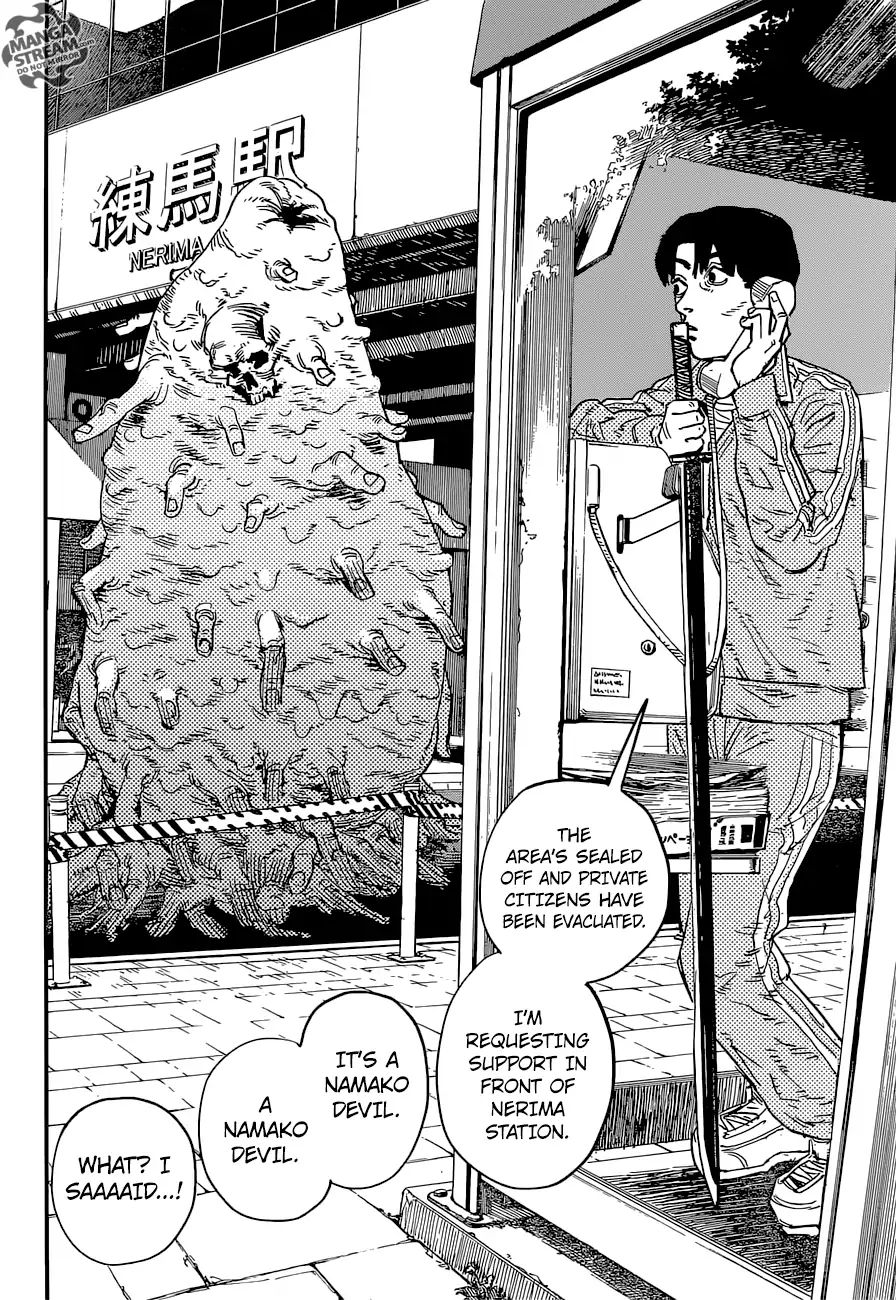 MANGA
STREAM.com
DO NOT MIRROR
練馬駅
NERIMA
THE
AREA'S SEALED
OFF AND PRIVATE
CITIZENS HAVE
BEEN EVACUATED.
I'M
REQUESTING
SUPPORT IN
FRONT OF
NERIMA
STATION.
IT'S A
NAMAKO
DEVIL.
A
NAMAKO
DEVIL.
WHAT? I
SAAAAID...!